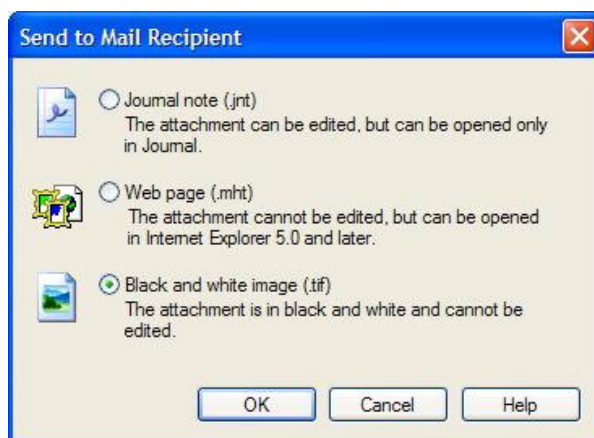 Send to Mail Recipient
Journal note (.jnt)
The attachment can be edited, but can be opened only
in Journal.
Web page (.mht)
The attachment cannot be edited, but can be opened
in Internet Explorer 5.0 and later.
Black and white image (.tif)
The attachment is in black and white and cannot be
edited.
OK Cancel Help